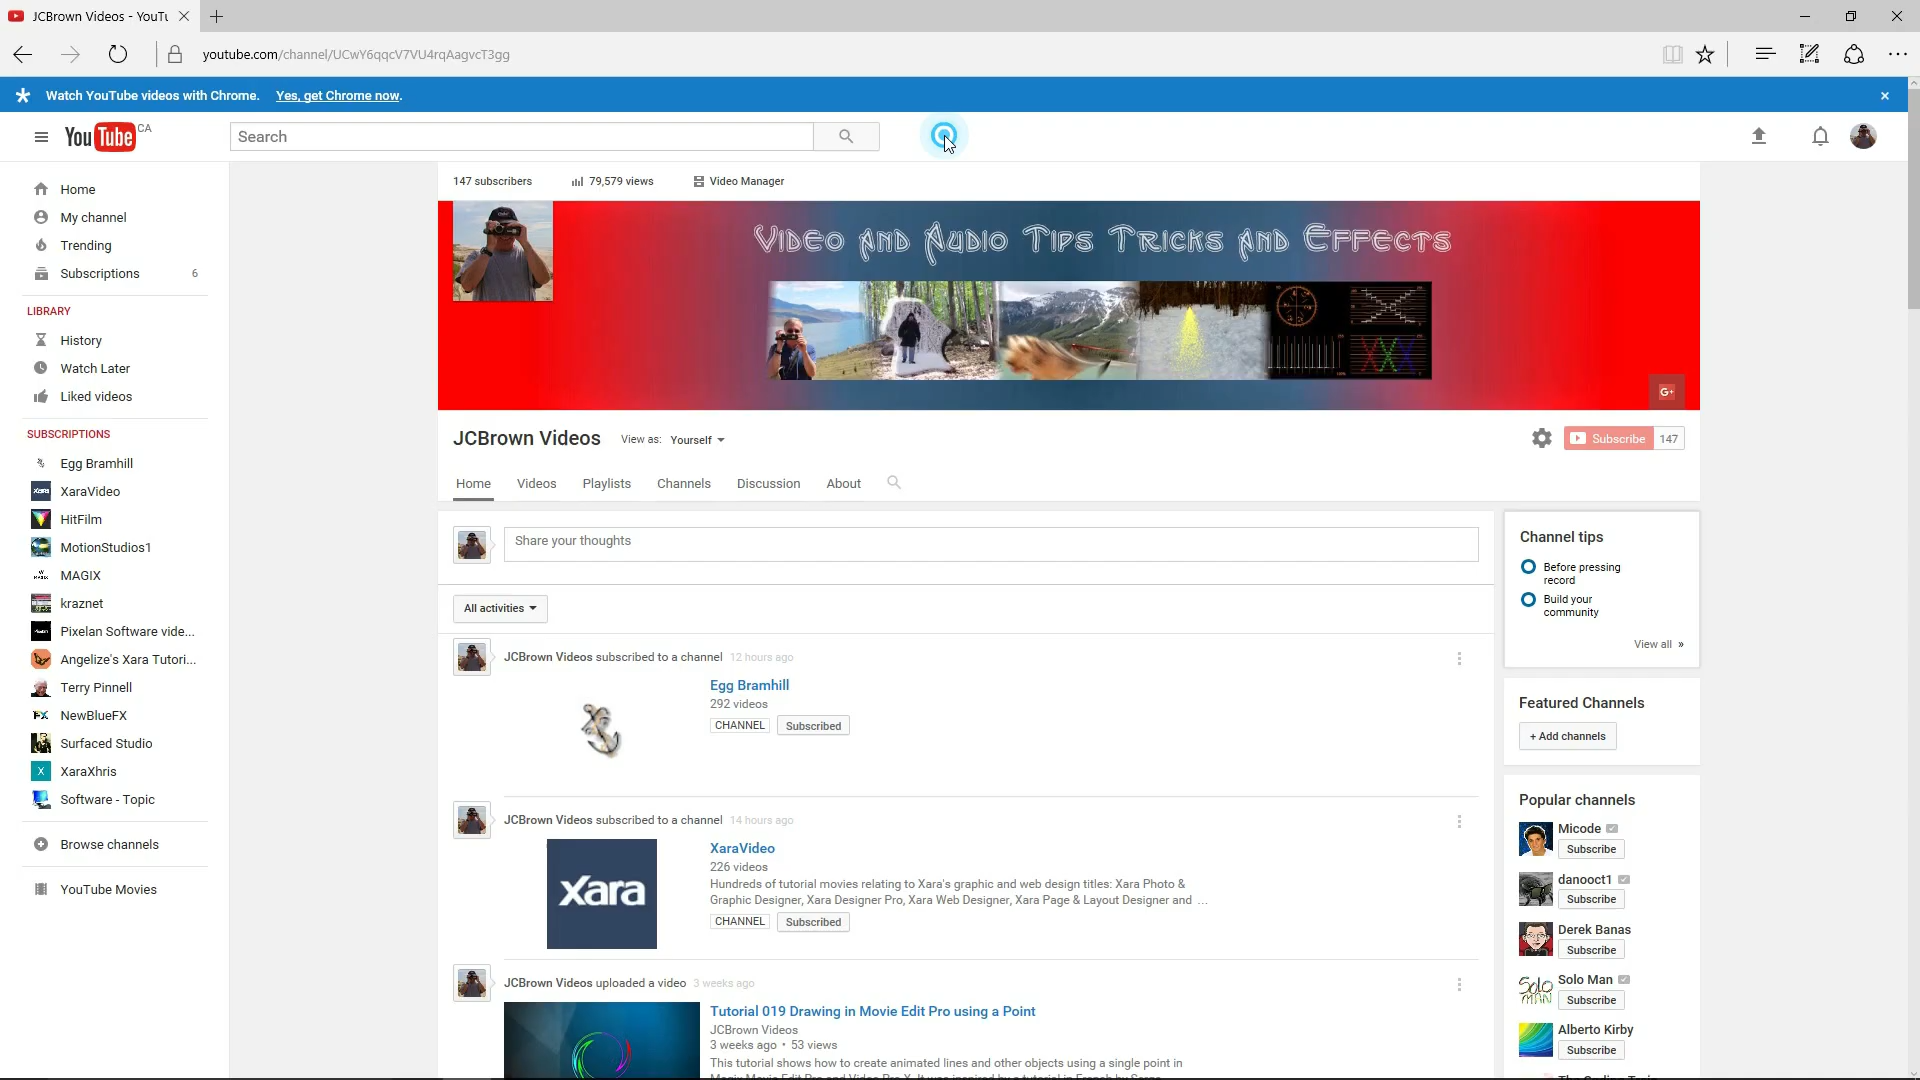 JCBrown Videos - YouTu
youtube.com/channel/UCwY6qqcV7VU4rqAagvcT3gg
Watch YouTube videos with Chrome. Yes, get Chrome now.
YouTube CA
Search
147 subscribers 79,579 views Video Manager
Home
My channel
Trending
Subscriptions 6
LIBRARY
History
Watch Later
Liked videos
SUBSCRIPTIONS
Egg Bramhill
XaraVideo
HitFilm
MotionStudios1
MAGIX
kraznet
Pixelan Software vide...
Angelize's Xara Tutori...
Terry Pinnell
NewBlueFX
Surfaced Studio
XaraXhris
Software - Topic
Browse channels
YouTube Movies
Video and Audio Tips Tricks and Effects
G+
JCBrown Videos View as: Yourself
Subscribe 147
Home Videos Playlists Channels Discussion About
Share your thoughts
All activities
JCBrown Videos subscribed to a channel 12 hours ago
Egg Bramhill
292 videos
CHANNEL Subscribed
JCBrown Videos subscribed to a channel 14 hours ago
xara
XaraVideo
226 videos
Hundreds of tutorial movies relating to Xara's graphic and web design titles: Xara Photo &
Graphic Designer, Xara Designer Pro, Xara Web Designer, Xara Page & Layout Designer and ...
CHANNEL Subscribed
JCBrown Videos uploaded a video 3 weeks ago
Tutorial 019 Drawing in Movie Edit Pro using a Point
JCBrown Videos
3 weeks ago • 53 views
This tutorial shows how to create animated lines and other objects using a single point in
Channel tips
Before pressing
record
Build your
community
View all »
Featured Channels
+ Add channels
Popular channels
Micode
Subscribe
danooct1
Subscribe
Derek Banas
Subscribe
Solo Man
Subscribe
Alberto Kirby
Subscribe